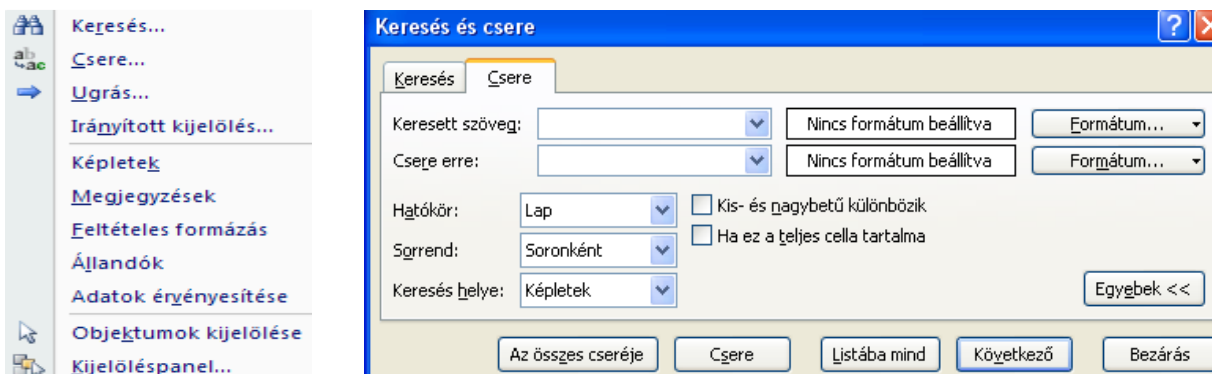 Keresés...
Csere...
Ugrás...
Irányított kijelölés...
Képletek
Megjegyzések
Feltételes formázás
Állandók
Adatok érvényesítése
Objektumok kijelölése
Kijelöléspanel...
Keresés és csere
Keresés Csere
Keresett szöveg: Nincs formátum beállítva Formátum...
Csere erre: Nincs formátum beállítva Formátum...
Hatókör: Lap Kis- és nagybetű különbözik
Ha ez a teljes cella tartalma
Sorrend: Soronként
Keresés helye: Képletek Egyebek <<
Az összes cseréje Csere Listába mind Következő Bezárás